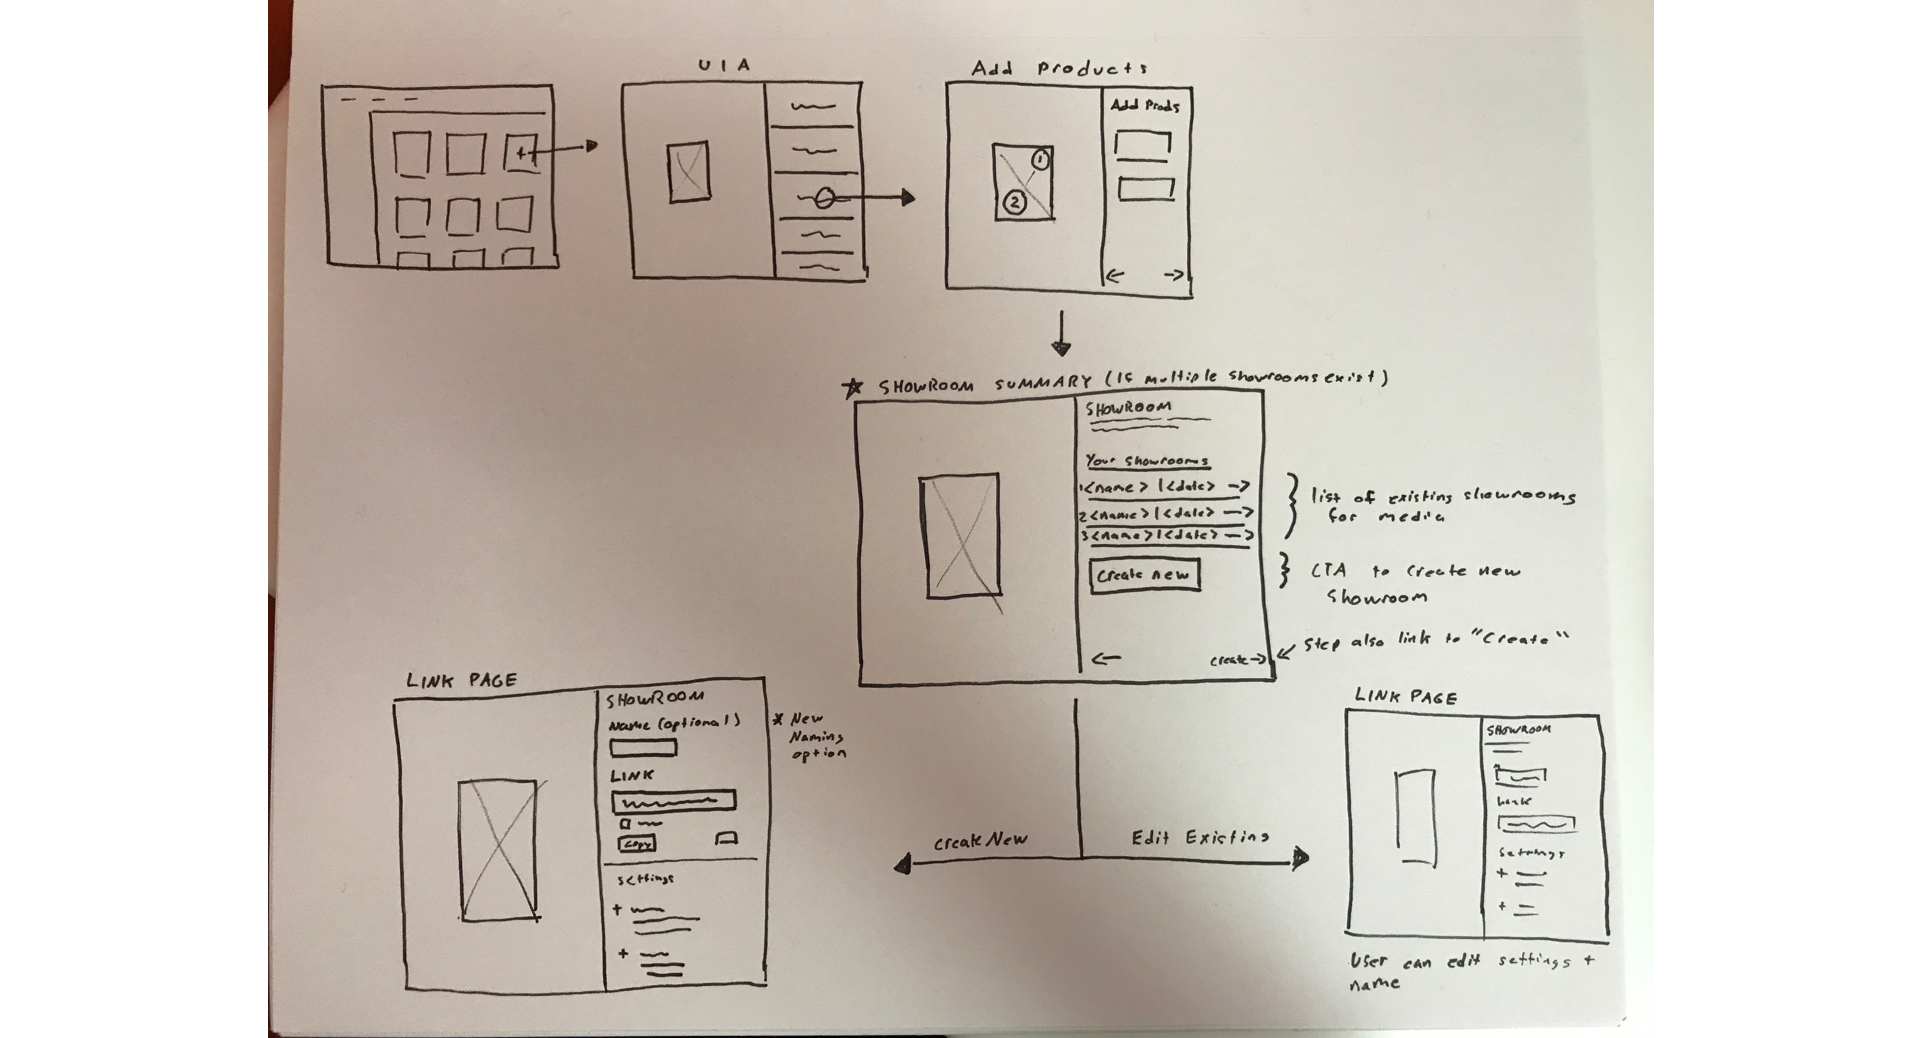 UIA
Add Products
Add Prods
1
2
★ SHOWROOM SUMMARY (If multiple showrooms exist)
SHOWROOM
Your showrooms
1<name> | <date> →
2<name> | <date> →
3<name> | <date> →
Create new
← create →
list of existing showrooms
for media
CTA to create new
showroom
Step also link to "Create"
LINK PAGE
SHOWROOM
Name (optional)
LINK
copy
settings
* New
Naming
option
Create New
Edit Existing
LINK PAGE
SHOWROOM
Link
settings
User can edit settings +
name